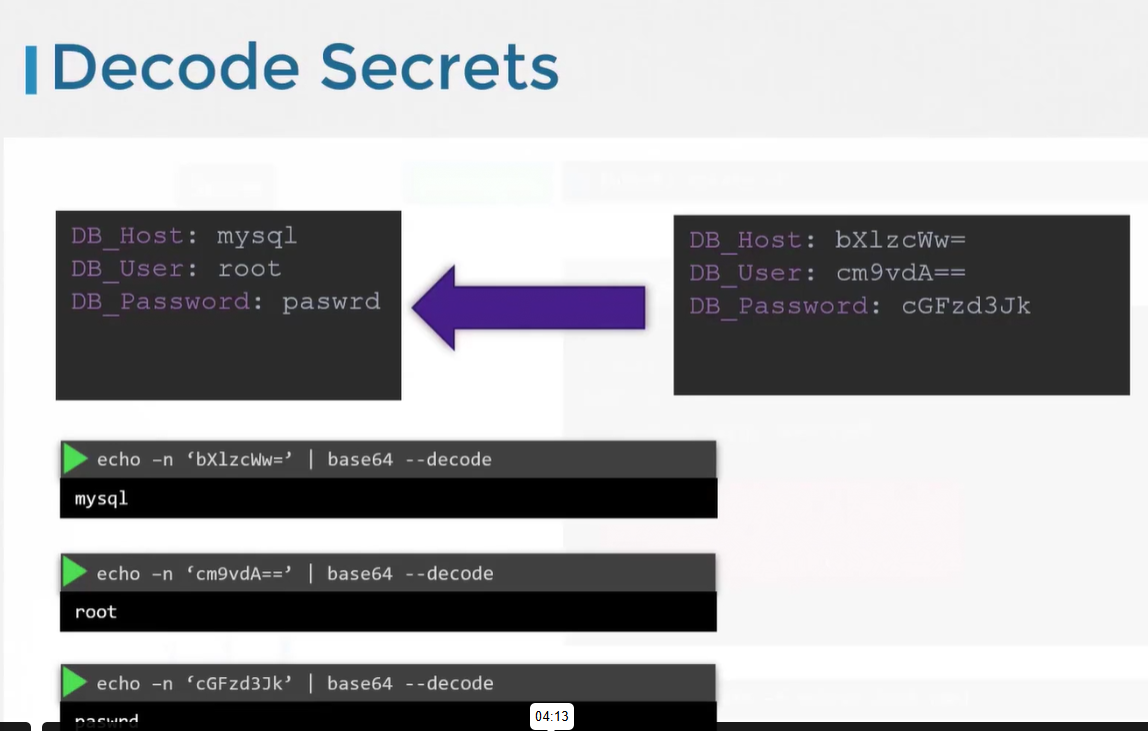 Decode Secrets
DB_Host: mysql
DB_User: root
DB_Password: paswrd
DB_Host: bXlzcWw=
DB_User: cm9vdA==
DB_Password: cGFzd3Jk
echo –n ‘bXlzcWw=’ | base64 --decode
mysql
echo –n ‘cm9vdA==’ | base64 --decode
root
echo –n ‘cGFzd3Jk’ | base64 --decode
paswrd
04:13